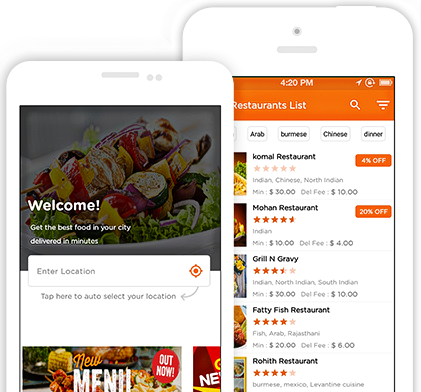 Welcome!
Get the best food in your city
delivered in minutes
Enter Location
Tap here to auto select your location
New
MENU
OUT
NOW!
4:20 PM
Restaurants List
Arab
burmese
Chinese
dinner
komal Restaurant
4% OFF
Indian, Chinese, North Indian
Min : $ 30.00 Del Fee : $ 10.00
Mohan Restaurant
20% OFF
Indian
Min : $ 10.00 Del Fee : $ 4.00
Grill N Gravy
Indian, North Indian, South Indian
Min : $ 30.00 Del Fee : $ 10.00
Fatty Fish Restaurant
Fish, Arab, Rajasthani
Min : $ 20.00 Del Fee : $ 6.00
Rohith Restaurant
burmese, mexico, Levantine cuisine